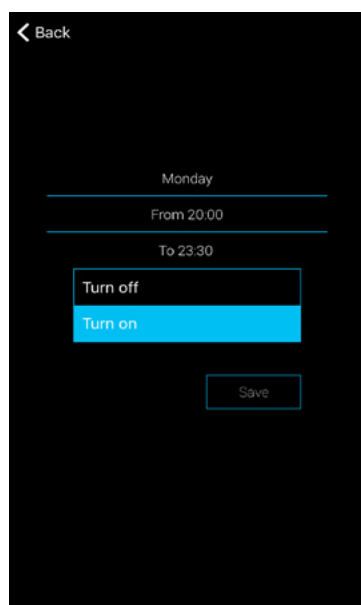 Back
Monday
From 20:00
To 23:30
Turn off
Turn on
Save